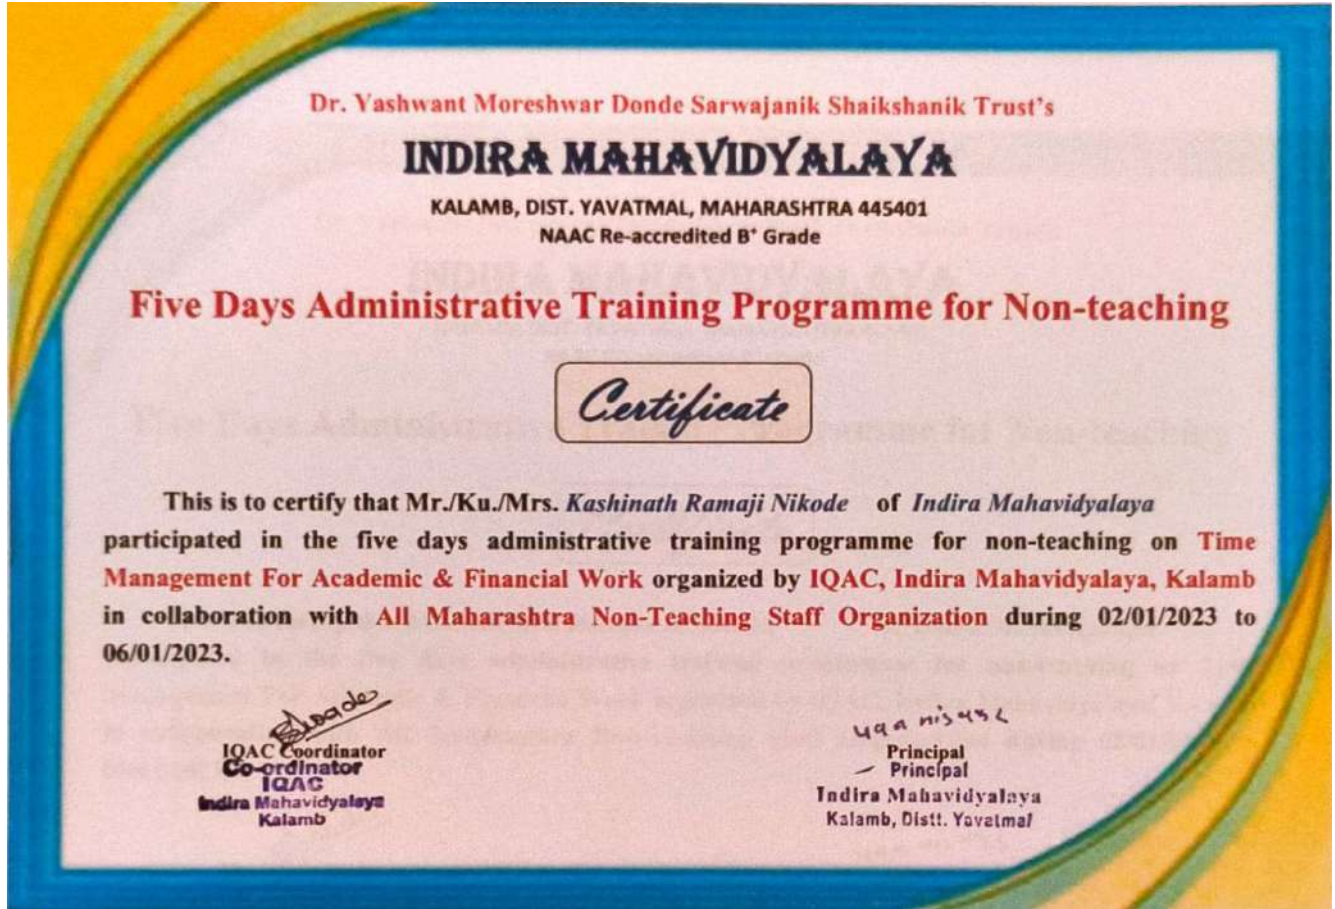 Dr. Yashwant Moreshwar Donde Sarwajanik Shaikshanik Trust's
INDIRA MAHAVIDYALAYA
KALAMB, DIST. YAVATMAL, MAHARASHTRA 445401
NAAC Re-accredited B⁺ Grade
Five Days Administrative Training Programme for Non-teaching
Certificate
This is to certify that Mr./Ku./Mrs. Kashinath Ramaji Nikode of Indira Mahavidyalaya
participated in the five days administrative training programme for non-teaching on Time
Management For Academic & Financial Work organized by IQAC, Indira Mahavidyalaya, Kalamb
in collaboration with All Maharashtra Non-Teaching Staff Organization during 02/01/2023 to
06/01/2023.
IQAC Coordinator
Co-ordinator
IQAC
Indira Mahavidyalaya
Kalamb
Principal
Principal
Indira Mahavidyalaya
Kalamb, Distt. Yavatmal